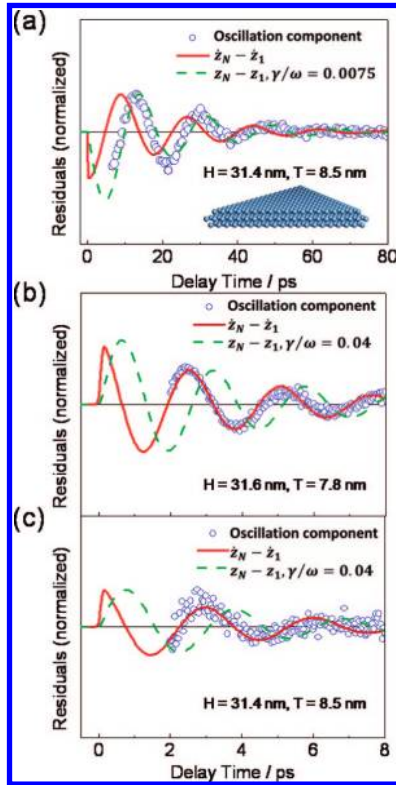 (a)
Oscillation component
ż_N − ż_1
z_N − z_1, γ/ω = 0.0075
H = 31.4 nm, T = 8.5 nm
Residuals (normalized)
0 20 40 60 80
Delay Time / ps
(b)
Oscillation component
ż_N − ż_1
z_N − z_1, γ/ω = 0.04
H = 31.6 nm, T = 7.8 nm
Residuals (normalized)
(c)
Oscillation component
ż_N − ż_1
z_N − z_1, γ/ω = 0.04
H = 31.4 nm, T = 8.5 nm
Residuals (normalized)
0 2 4 6 8
Delay Time / ps